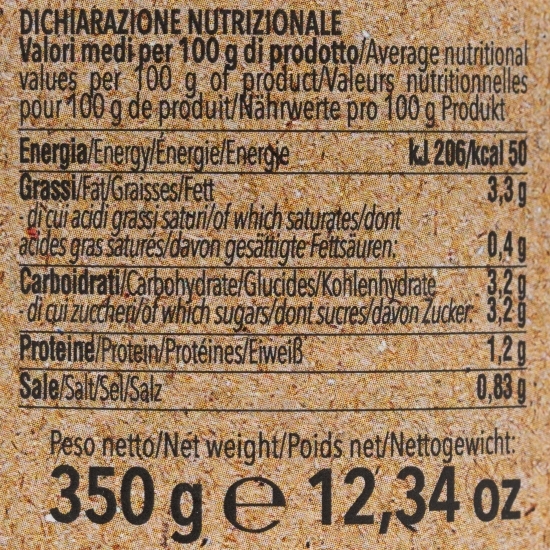 DICHIARAZIONE NUTRIZIONALE
Valori medi per 100 g di prodotto/Average nutritional
values per 100 g of product/Valeurs nutritionnelles
pour 100 g de produit/Nährwerte pro 100 g Produkt
Energia/Energy/Énergie/Energie kJ 206/kcal 50
Grassi/Fat/Graisses/Fett 3,3 g
- di cui acidi grassi saturi/of which saturates/dont
acides gras saturés/davon gesättigte Fettsäuren: 0,4 g
Carboidrati/Carbohydrate/Glucides/Kohlenhydrate 3,2 g
- di cui zuccheri/of which sugars/dont sucres/davon Zucker 3,2 g
Proteine/Protein/Protéines/Eiweiß 1,2 g
Sale/Salt/Sel/Salz 0,83 g
Peso netto/Net weight/Poids net/Nettogewicht:
350 g ℮ 12,34 oz